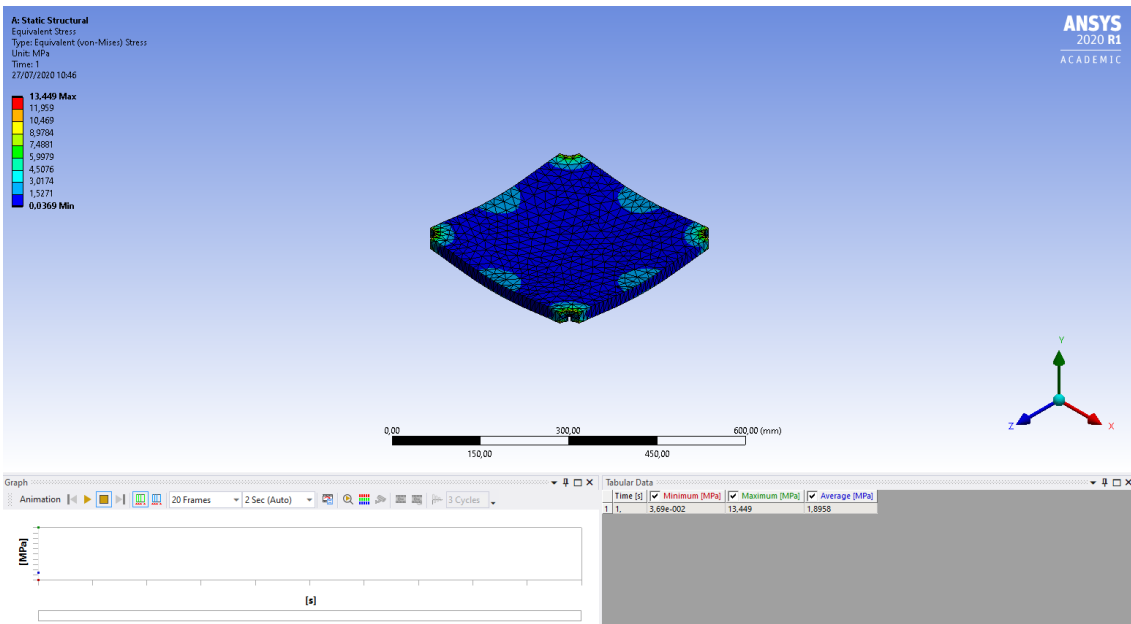 A: Static Structural
Equivalent Stress
Type: Equivalent (von-Mises) Stress
Unit: MPa
Time: 1
27/07/2020 10:46
13,449 Max
11,959
10,469
8,9784
7,4881
5,9979
4,5076
3,0174
1,5271
0,0369 Min
ANSYS
2020 R1
ACADEMIC
Y
Z
X
0,00 300,00 600,00 (mm)
150,00 450,00
Graph
Animation 20 Frames 2 Sec (Auto) 3 Cycles
[MPa]
[s]
Tabular Data
Time [s] Minimum [MPa] Maximum [MPa] Average [MPa]
1 1, 3,69e-002 13,449 1,8958